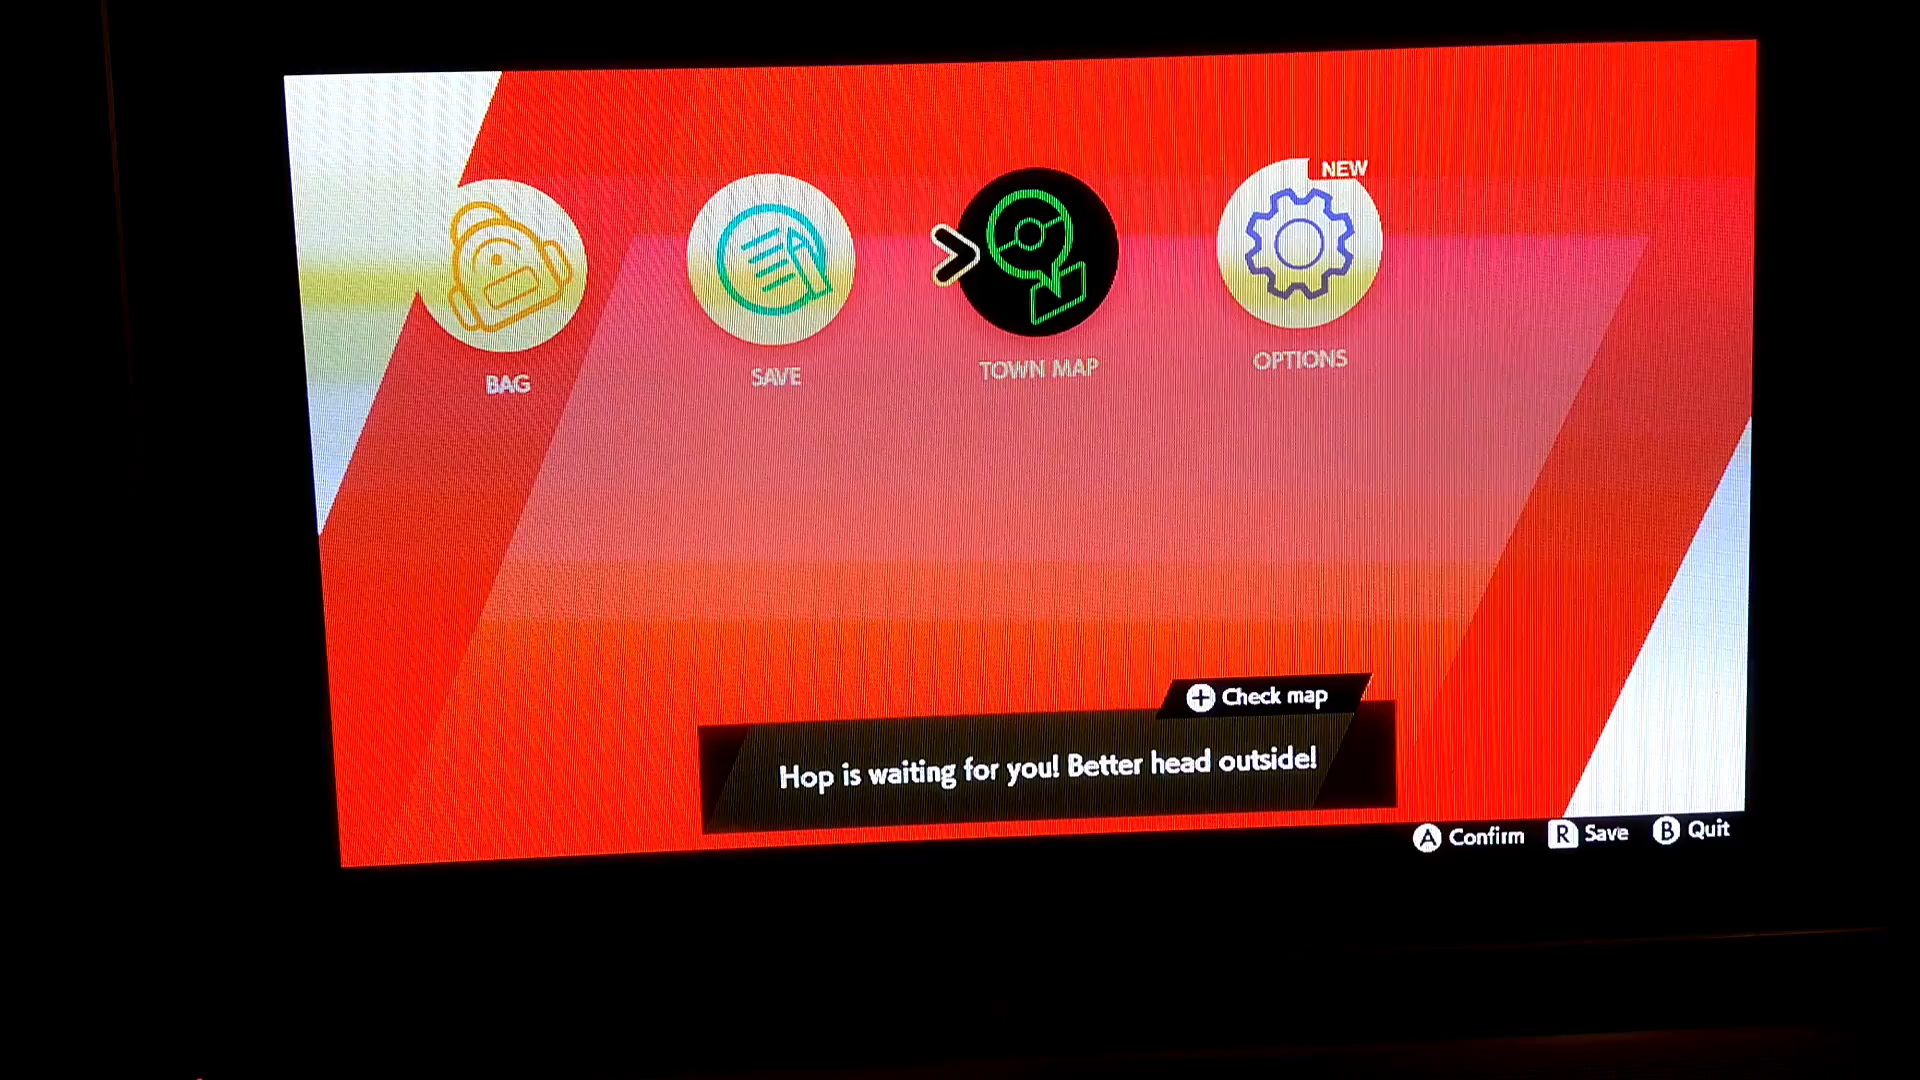 NEW
BAG
SAVE
TOWN MAP
OPTIONS
+ Check map
Hop is waiting for you! Better head outside!
A Confirm R Save B Quit